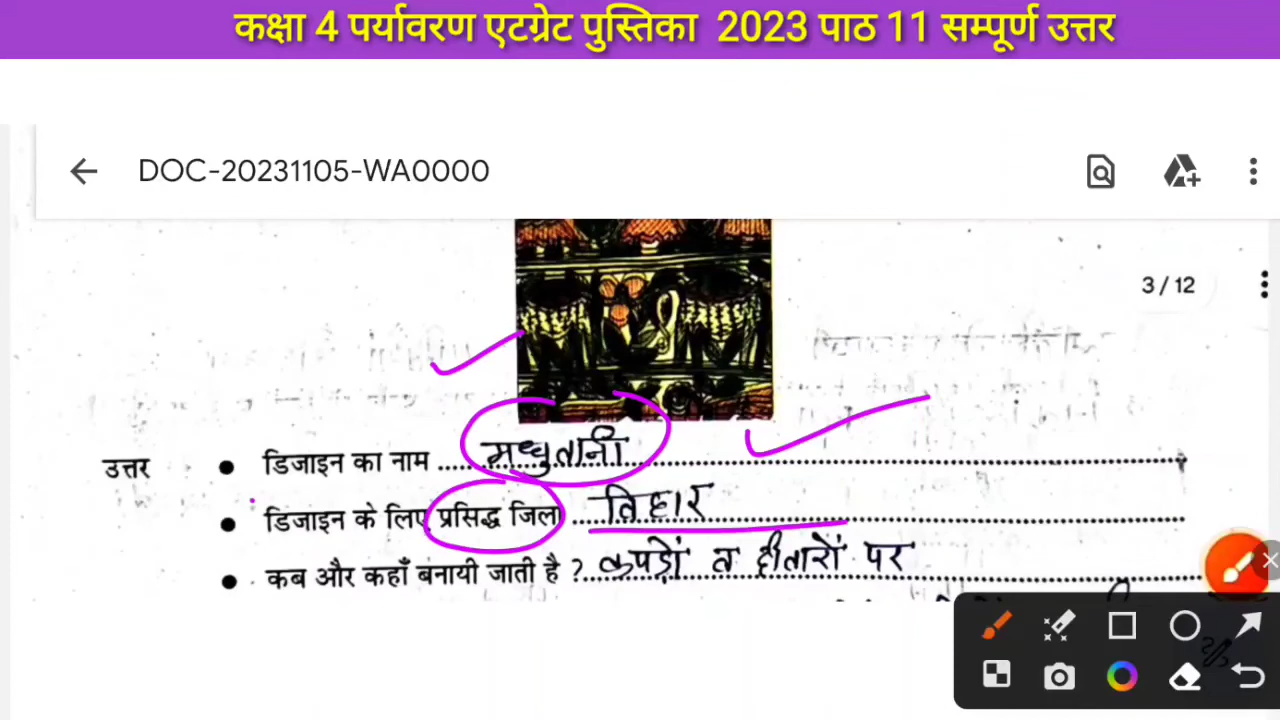 कक्षा 4 पर्यावरण एटग्रेट पुस्तिका 2023 पाठ 11 सम्पूर्ण उत्तर
DOC-20231105-WA0000
3 / 12
उत्तर • डिजाइन का नाम ..... मधुतानी .....
• डिजाइन के लिए प्रसिद्ध जिला ... तिहार .....
• कब और कहाँ बनायी जाती है ? ... कपड़ों त दीतारों पर .....